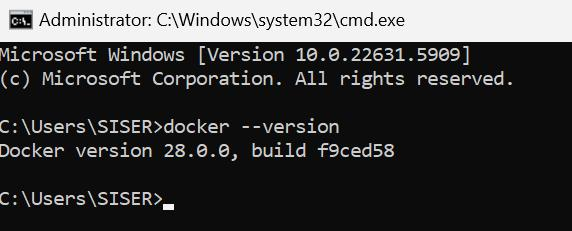 Administrator: C:\Windows\system32\cmd.exe
Microsoft Windows [Version 10.0.22631.5909]
(c) Microsoft Corporation. All rights reserved.
C:\Users\SISER>docker --version
Docker version 28.0.0, build f9ced58
C:\Users\SISER>